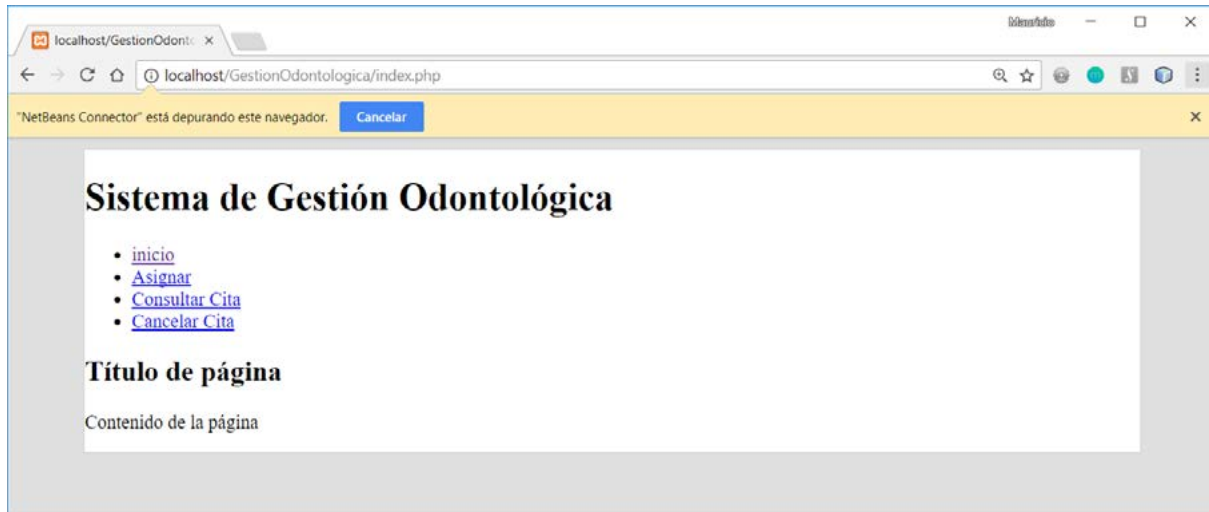 Mauricio
localhost/GestionOdonto
localhost/GestionOdontologica/index.php
"NetBeans Connector" está depurando este navegador.
Cancelar
Sistema de Gestión Odontológica
inicio
Asignar
Consultar Cita
Cancelar Cita
Título de página
Contenido de la página